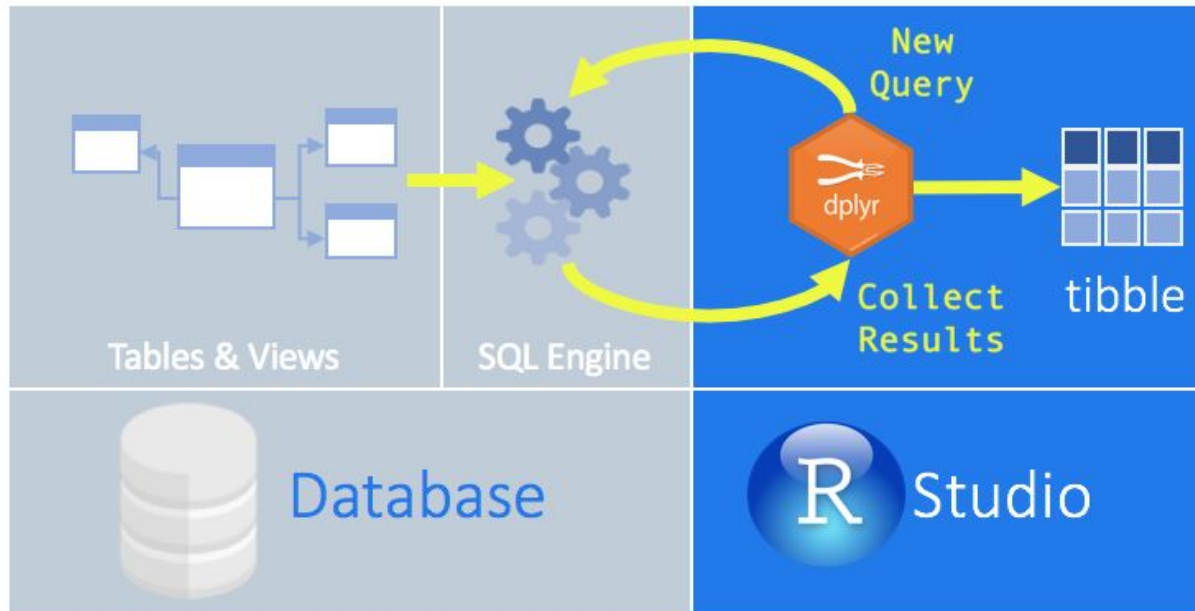 New
Query
dplyr
tibble
Collect
Results
Tables & Views
SQL Engine
Database
R Studio